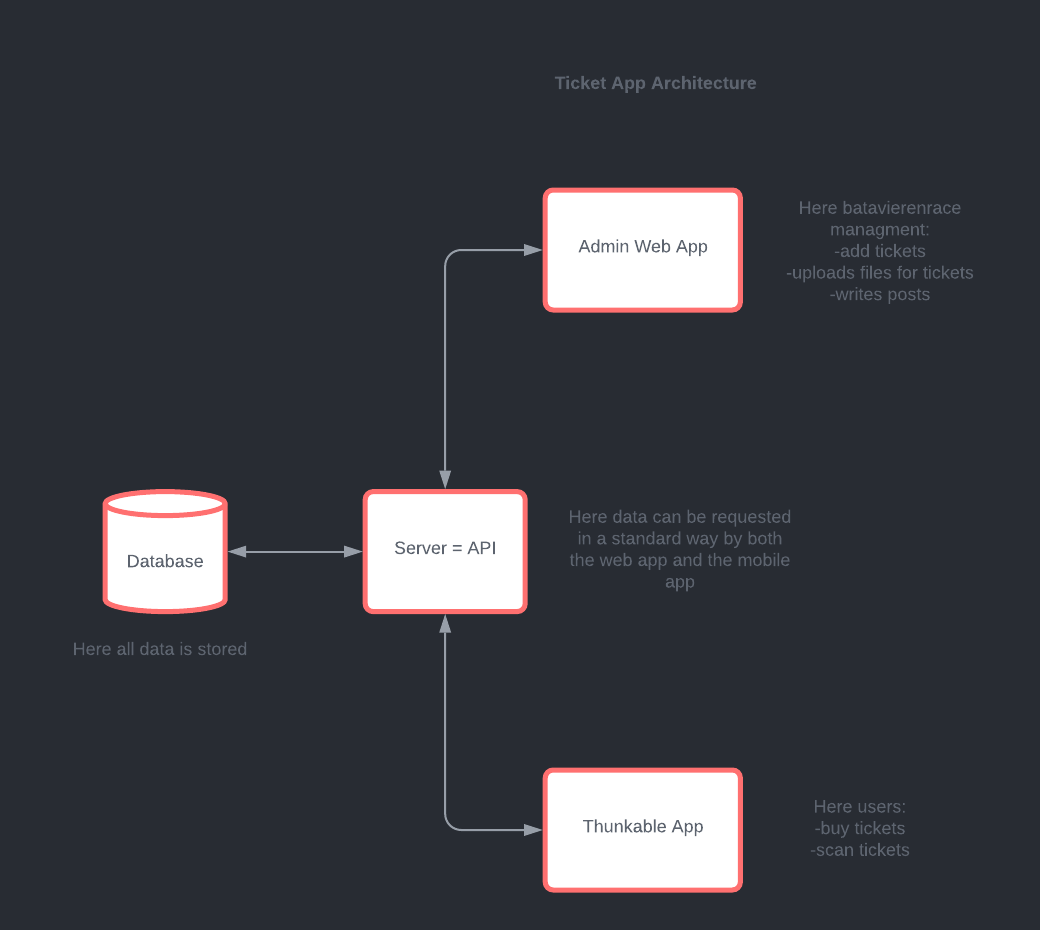 Ticket App Architecture
Admin Web App
Here batavierenrace
managment:
-add tickets
-uploads files for tickets
-writes posts
Database
Here all data is stored
Server = API
Here data can be requested
in a standard way by both
the web app and the mobile
app
Thunkable App
Here users:
-buy tickets
-scan tickets